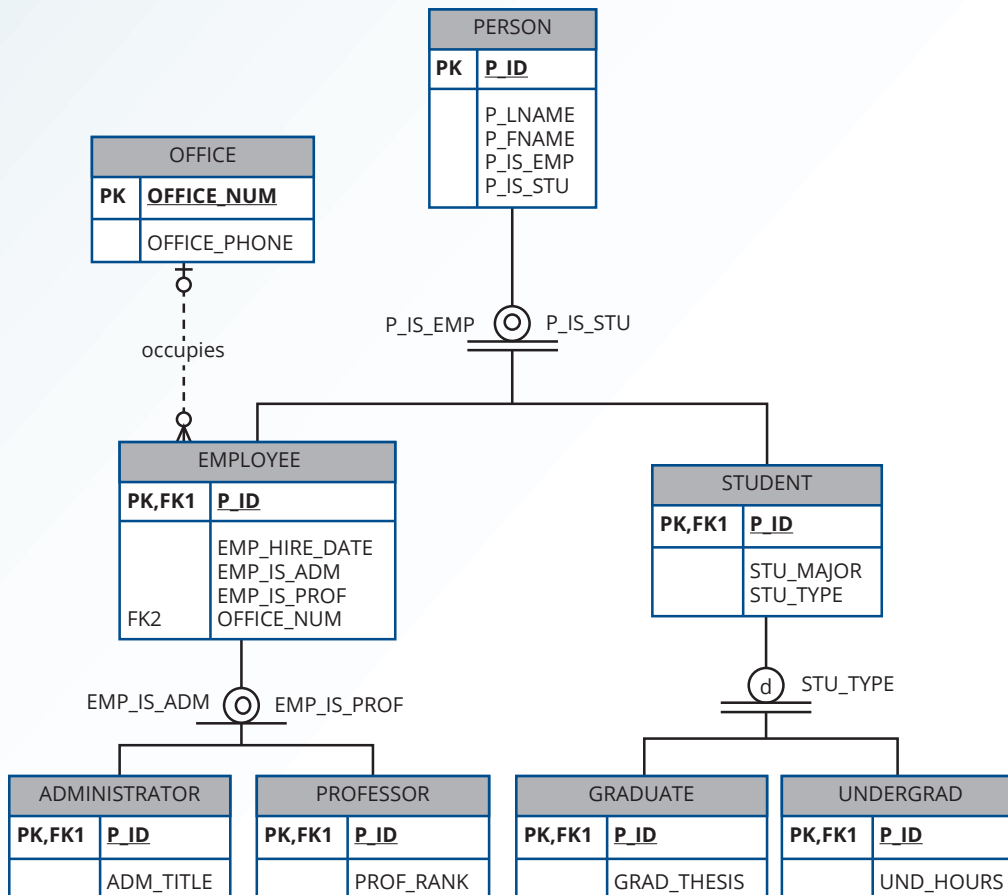 PERSON
PK P_ID
P_LNAME
P_FNAME
P_IS_EMP
P_IS_STU
OFFICE
PK OFFICE_NUM
OFFICE_PHONE
P_IS_EMP O P_IS_STU
occupies
EMPLOYEE
PK,FK1 P_ID
EMP_HIRE_DATE
EMP_IS_ADM
EMP_IS_PROF
FK2 OFFICE_NUM
STUDENT
PK,FK1 P_ID
STU_MAJOR
STU_TYPE
EMP_IS_ADM O EMP_IS_PROF
d STU_TYPE
ADMINISTRATOR
PK,FK1 P_ID
ADM_TITLE
PROFESSOR
PK,FK1 P_ID
PROF_RANK
GRADUATE
PK,FK1 P_ID
GRAD_THESIS
UNDERGRAD
PK,FK1 P_ID
UND_HOURS